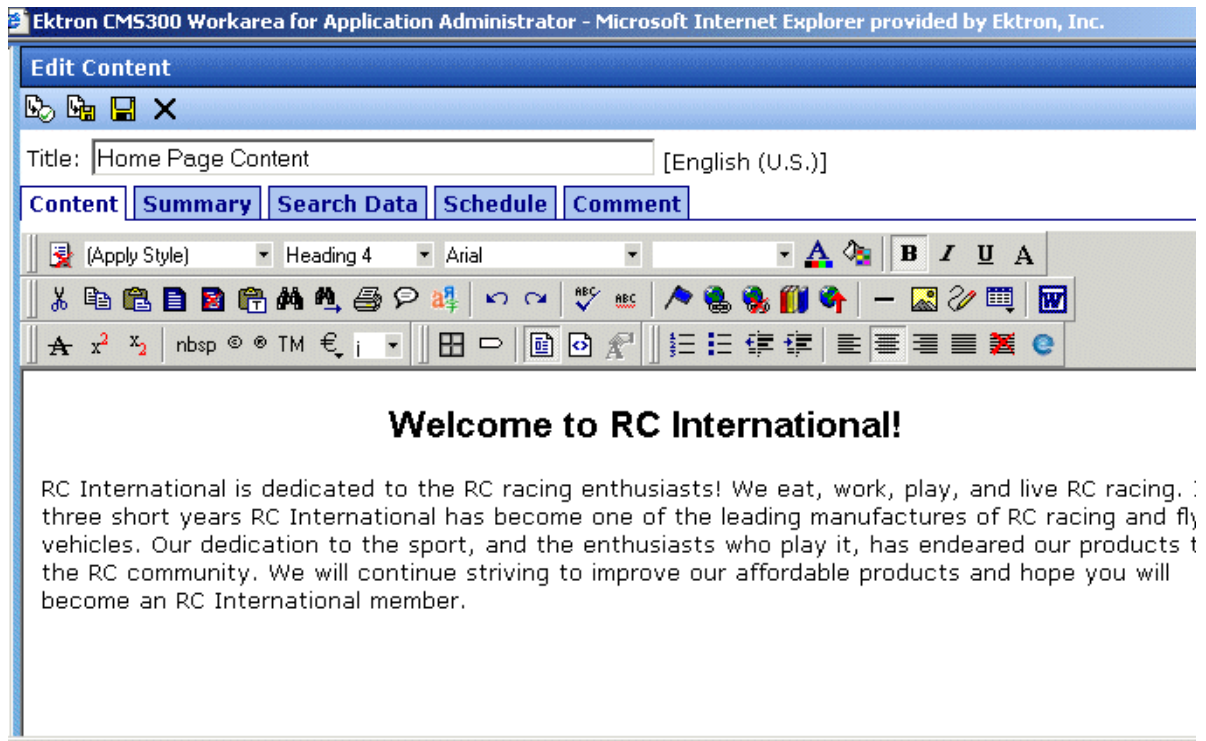 Ektron CMS300 Workarea for Application Administrator - Microsoft Internet Explorer provided by Ektron, Inc.
Edit Content
Title: Home Page Content [English (U.S.)]
Content Summary Search Data Schedule Comment
(Apply Style) Heading 4 Arial A B I U A
ABC ABC W
A x² x₂ nbsp © ® TM € ¡
Welcome to RC International!
RC International is dedicated to the RC racing enthusiasts! We eat, work, play, and live RC racing.
three short years RC International has become one of the leading manufactures of RC racing and fly
vehicles. Our dedication to the sport, and the enthusiasts who play it, has endeared our products t
the RC community. We will continue striving to improve our affordable products and hope you will
become an RC International member.